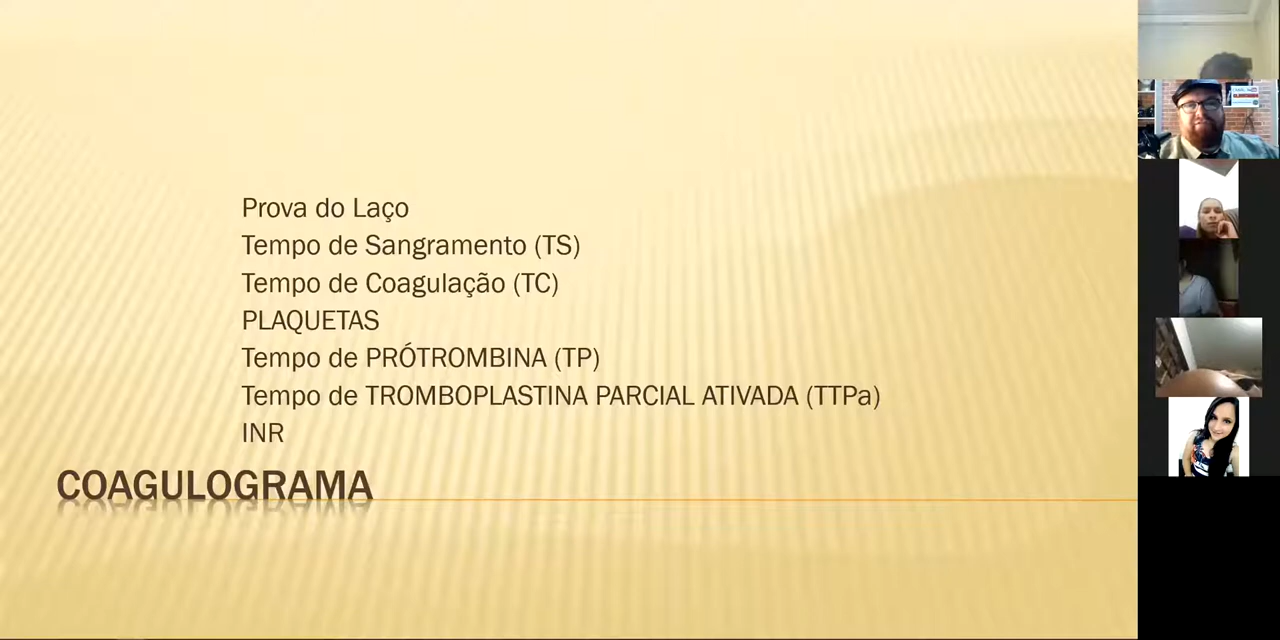 Prova do Laço
Tempo de Sangramento (TS)
Tempo de Coagulação (TC)
PLAQUETAS
Tempo de PRÓTROMBINA (TP)
Tempo de TROMBOPLASTINA PARCIAL ATIVADA (TTPa)
INR
COAGULOGRAMA